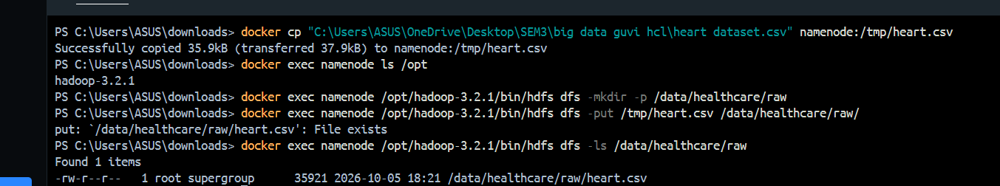 PS C:\Users\ASUS\downloads> docker cp "C:\Users\ASUS\OneDrive\Desktop\SEM3\big data guvi hcl\heart dataset.csv" namenode:/tmp/heart.csv
Successfully copied 35.9kB (transferred 37.9kB) to namenode:/tmp/heart.csv
PS C:\Users\ASUS\downloads> docker exec namenode ls /opt
hadoop-3.2.1
PS C:\Users\ASUS\downloads> docker exec namenode /opt/hadoop-3.2.1/bin/hdfs dfs -mkdir -p /data/healthcare/raw
PS C:\Users\ASUS\downloads> docker exec namenode /opt/hadoop-3.2.1/bin/hdfs dfs -put /tmp/heart.csv /data/healthcare/raw/
put: `/data/healthcare/raw/heart.csv': File exists
PS C:\Users\ASUS\downloads> docker exec namenode /opt/hadoop-3.2.1/bin/hdfs dfs -ls /data/healthcare/raw
Found 1 items
-rw-r--r--   1 root supergroup      35921 2026-10-05 18:21 /data/healthcare/raw/heart.csv